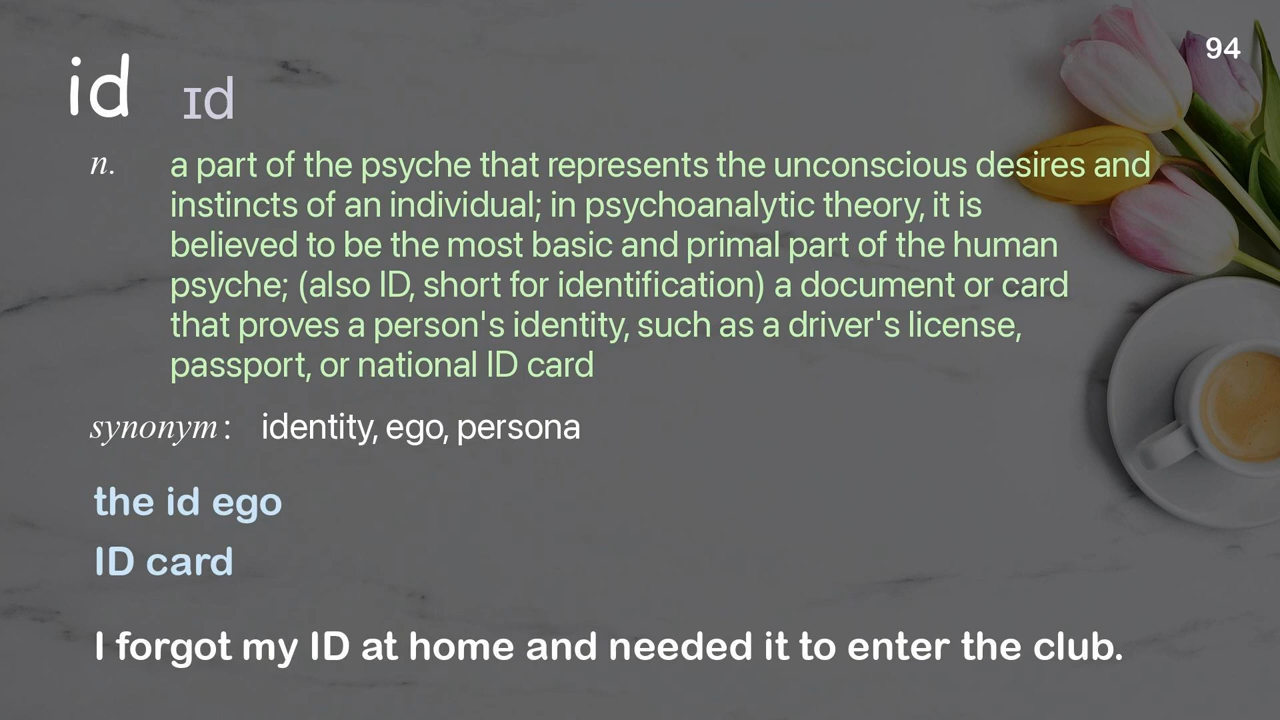 94
id ɪd
n. a part of the psyche that represents the unconscious desires and
instincts of an individual; in psychoanalytic theory, it is
believed to be the most basic and primal part of the human
psyche; (also ID, short for identification) a document or card
that proves a person's identity, such as a driver's license,
passport, or national ID card
synonym: identity, ego, persona
the id ego
ID card
I forgot my ID at home and needed it to enter the club.